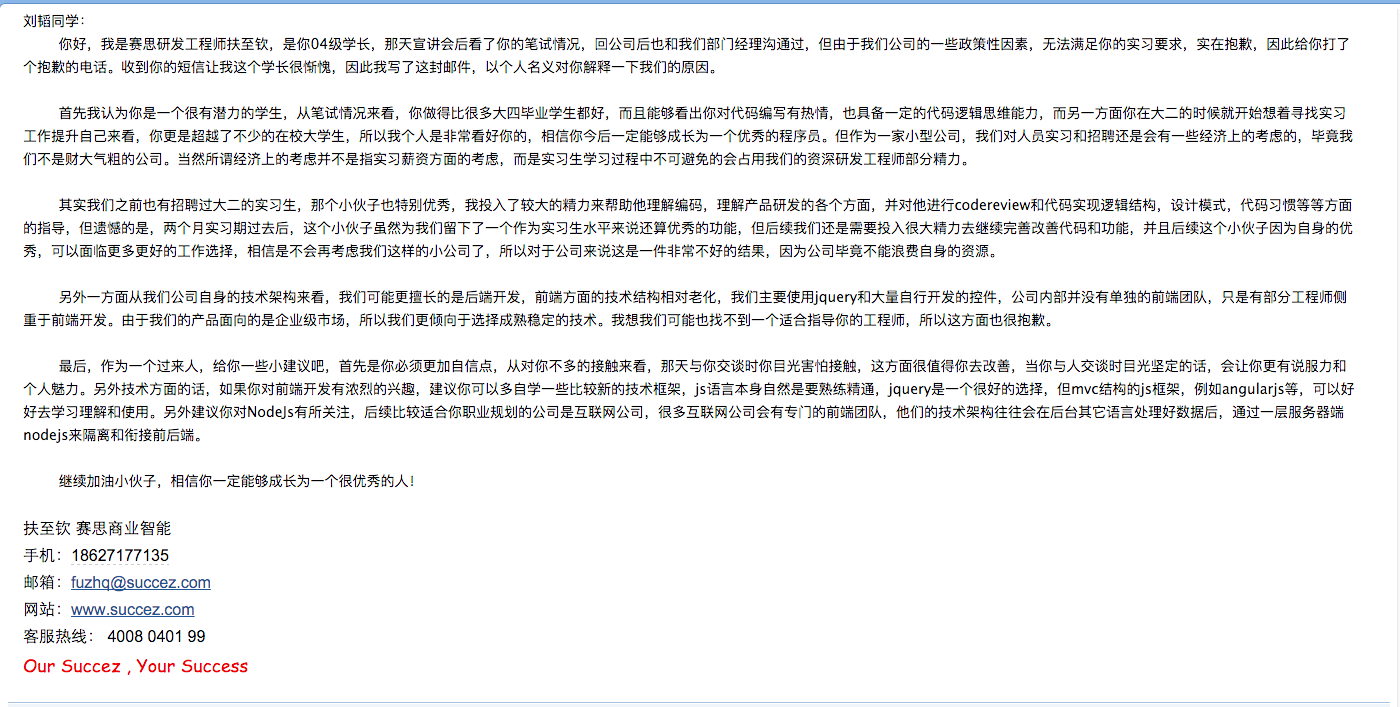 刘韬同学：
你好，我是赛思研发工程师扶至钦，是你04级学长，那天宣讲会后看了你的笔试情况，回公司后也和我们部门经理沟通过，但由于我们公司的一些政策性因素，无法满足你的实习要求，实在抱歉，因此给你打了
个抱歉的电话。收到你的短信让我这个学长很惭愧，因此我写了这封邮件，以个人名义对你解释一下我们的原因。
首先我认为你是一个很有潜力的学生，从笔试情况来看，你做得比很多大四毕业学生都好，而且能够看出你对代码编写有热情，也具备一定的代码逻辑思维能力，而另一方面你在大二的时候就开始想着寻找实习
工作提升自己来看，你更是超越了不少的在校大学生，所以我个人是非常看好你的，相信你今后一定能够成长为一个优秀的程序员。但作为一家小型公司，我们对人员实习和招聘还是会有一些经济上的考虑的，毕竟我
们不是财大气粗的公司。当然所谓经济上的考虑并不是指实习薪资方面的考虑，而是实习生学习过程中不可避免的会占用我们的资深研发工程师部分精力。
其实我们之前也有招聘过大二的实习生，那个小伙子也特别优秀，我投入了较大的精力来帮助他理解编码，理解产品研发的各个方面，并对他进行codereview和代码实现逻辑结构，设计模式，代码习惯等等方面
的指导，但遗憾的是，两个月实习期过去后，这个小伙子虽然为我们留下了一个作为实习生水平来说还算优秀的功能，但后续我们还是需要投入很大精力去继续完善改善代码和功能，并且后续这个小伙子因为自身的优
秀，可以面临更多更好的工作选择，相信是不会再考虑我们这样的小公司了，所以对于公司来说这是一件非常不好的结果，因为公司毕竟不能浪费自身的资源。
另外一方面从我们公司自身的技术架构来看，我们可能更擅长的是后端开发，前端方面的技术结构相对老化，我们主要使用jquery和大量自行开发的控件，公司内部并没有单独的前端团队，只是有部分工程师侧
重于前端开发。由于我们的产品面向的是企业级市场，所以我们更倾向于选择成熟稳定的技术。我想我们可能也找不到一个适合指导你的工程师，所以这方面也很抱歉。
最后，作为一个过来人，给你一些小建议吧，首先是你必须更加自信点，从对你不多的接触来看，那天与你交谈时你目光害怕接触，这方面很值得你去改善，当你与人交谈时目光坚定的话，会让你更有说服力和
个人魅力。另外技术方面的话，如果你对前端开发有浓烈的兴趣，建议你可以多自学一些比较新的技术框架，js语言本身自然是要熟练精通，jquery是一个很好的选择，但mvc结构的js框架，例如angularjs等，可以好
好去学习理解和使用。另外建议你对NodeJs有所关注，后续比较适合你职业规划的公司是互联网公司，很多互联网公司会有专门的前端团队，他们的技术架构往往会在后台其它语言处理好数据后，通过一层服务器端
nodejs来隔离和衔接前后端。
继续加油小伙子，相信你一定能够成长为一个很优秀的人！
扶至钦 赛思商业智能
手机：18627177135
邮箱：fuzhq@succez.com
网站：www.succez.com
客服热线： 4008 0401 99
Our Succez , Your Success